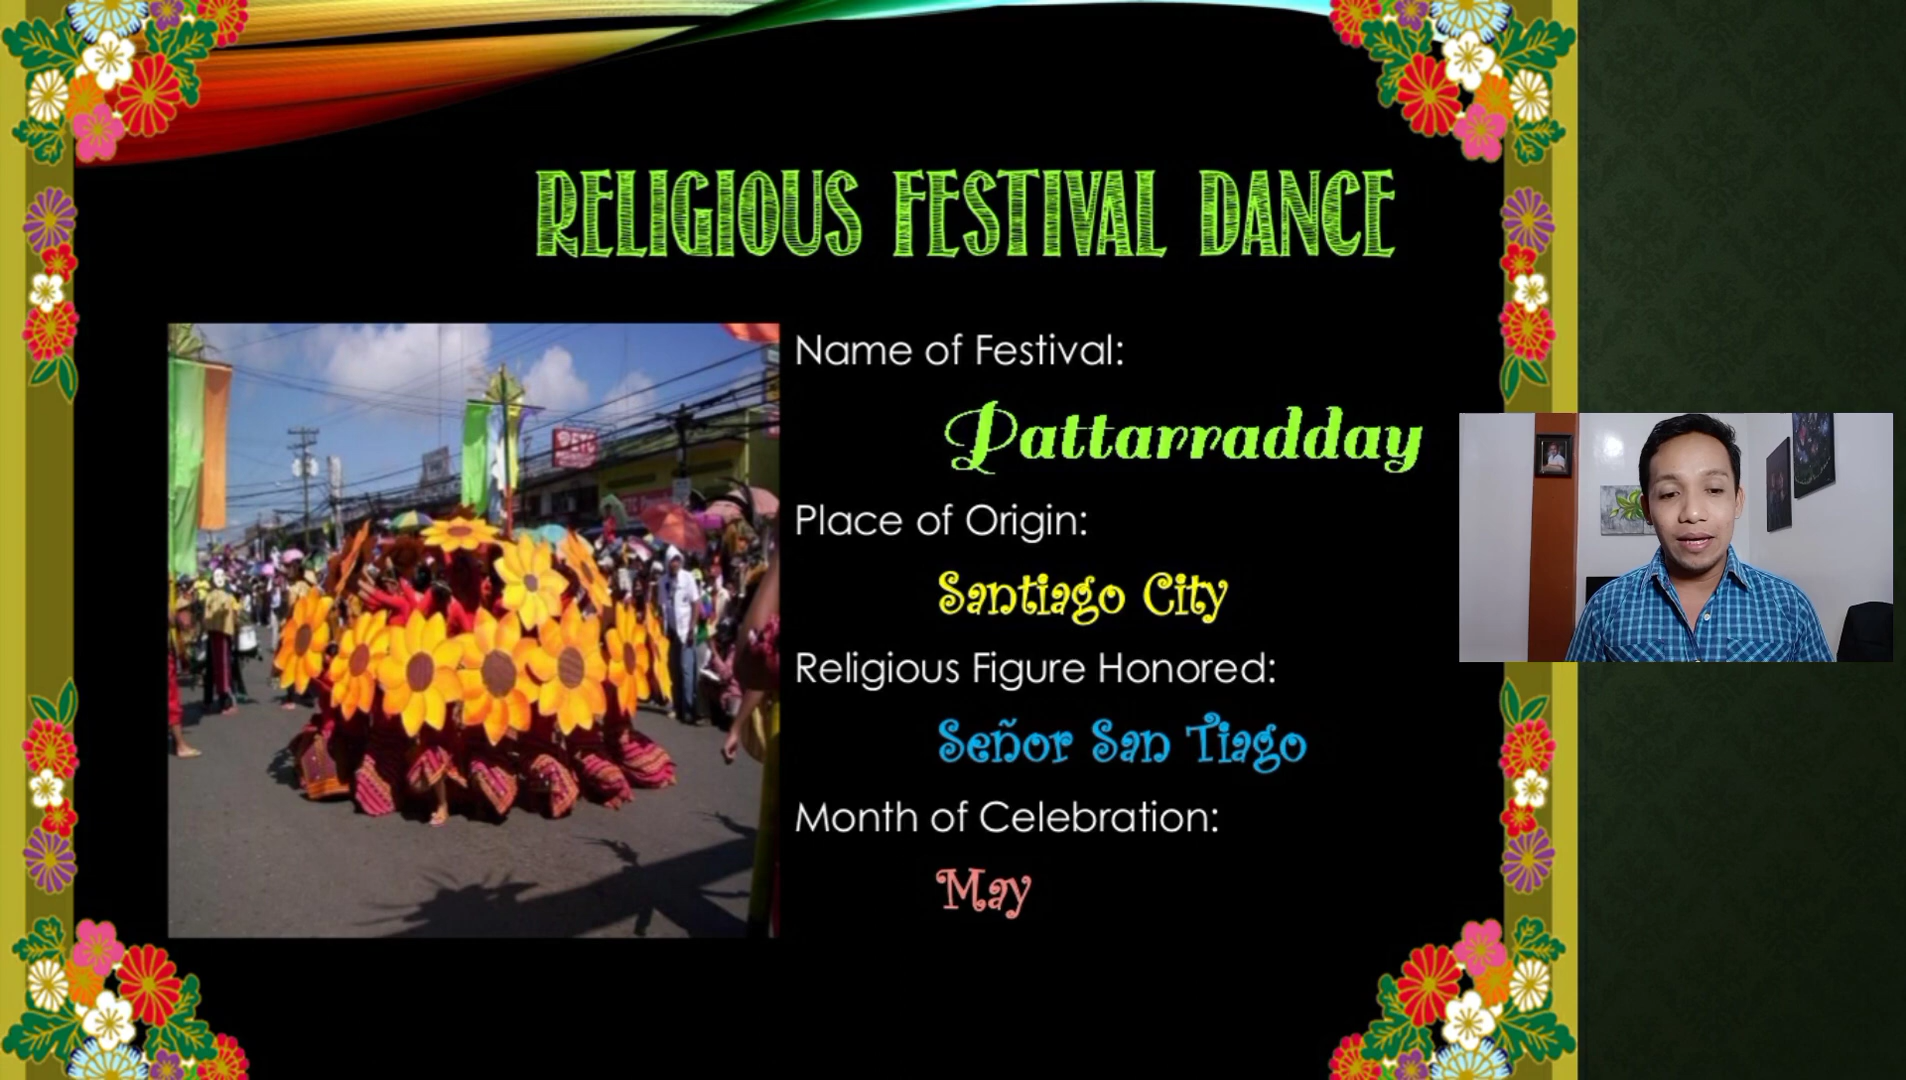 RELIGIOUS FESTIVAL DANCE
Name of Festival:
Pattarradday
Place of Origin:
Santiago City
Religious Figure Honored:
Señor San Tiago
Month of Celebration:
May